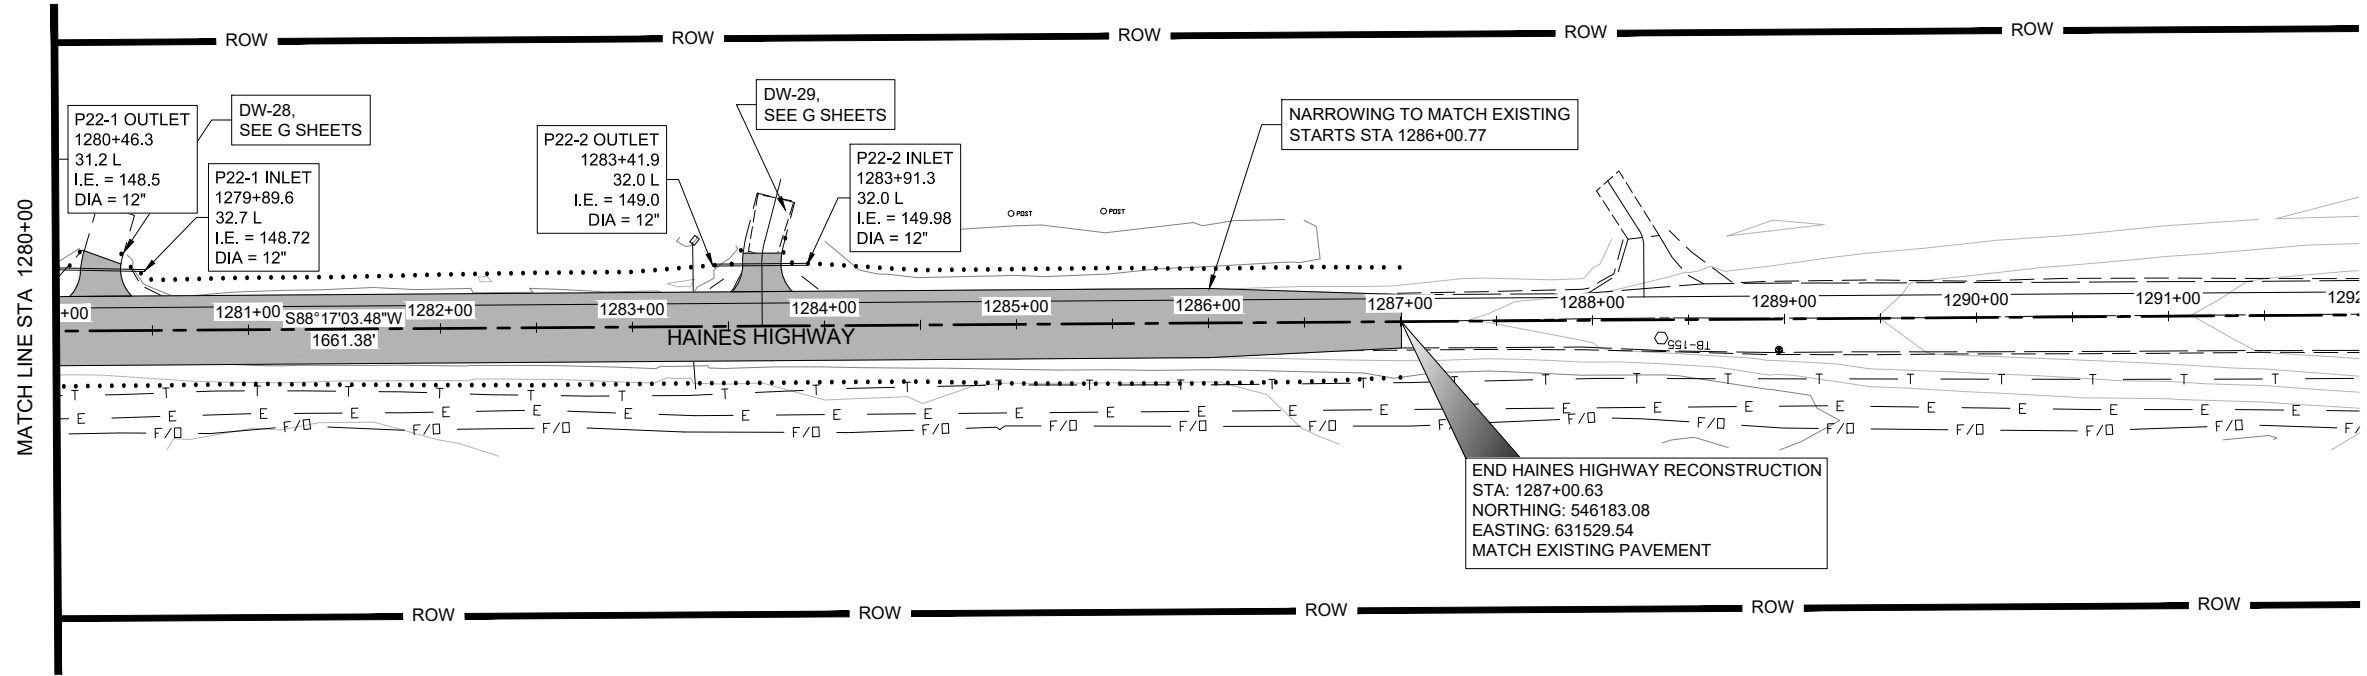 ROW
ROW
ROW
ROW
ROW
MATCH LINE STA 1280+00
P22-1 OUTLET
1280+46.3
31.2 L
I.E. = 148.5
DIA = 12"
DW-28,
SEE G SHEETS
P22-1 INLET
1279+89.6
32.7 L
I.E. = 148.72
DIA = 12"
P22-2 OUTLET
1283+41.9
32.0 L
I.E. = 149.0
DIA = 12"
DW-29,
SEE G SHEETS
P22-2 INLET
1283+91.3
32.0 L
I.E. = 149.98
DIA = 12"
NARROWING TO MATCH EXISTING
STARTS STA 1286+00.77
POST
POST
+00
1281+00
1282+00
1283+00
1284+00
1285+00
1286+00
1287+00
1288+00
1289+00
1290+00
1291+00
1292
S88°17'03.48"W
1661.38'
HAINES HIGHWAY
TB-155
T T T T T T T T T T T T T T T T T T T T T T T T T
E E E E E E E E E E E E E E E E E E E E E E E E E
F/O F/O F/O F/O F/O F/O F/O F/O F/O F/ F/O F/O F/O F/O F/O F/O F/
END HAINES HIGHWAY RECONSTRUCTION
STA: 1287+00.63
NORTHING: 546183.08
EASTING: 631529.54
MATCH EXISTING PAVEMENT
ROW
ROW
ROW
ROW
ROW